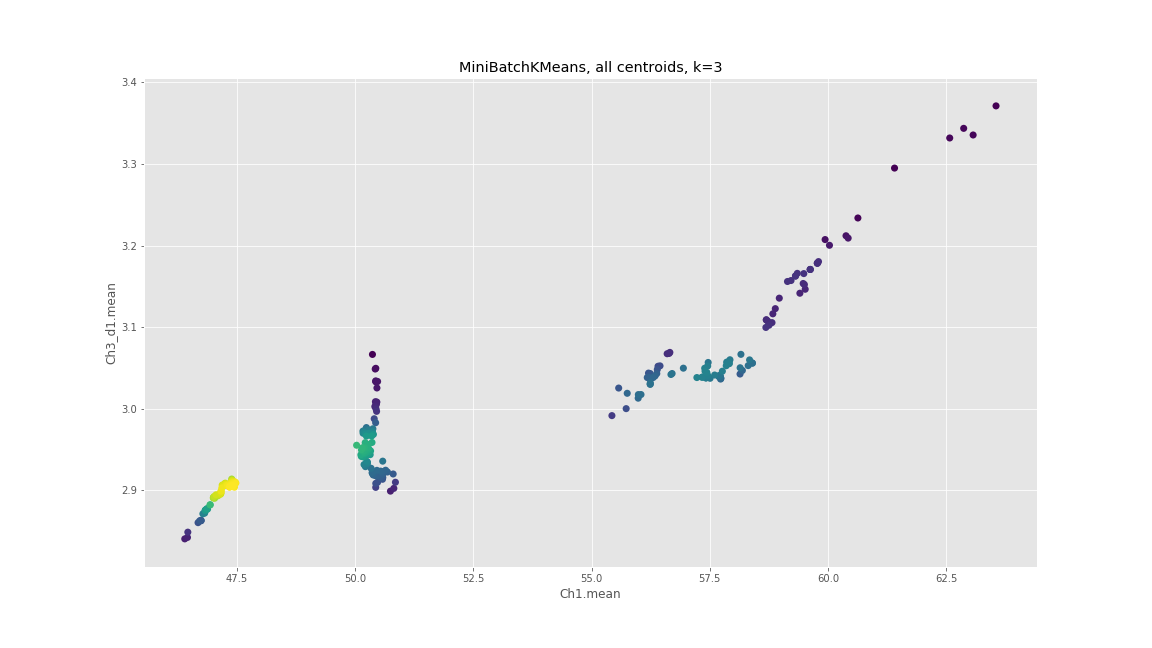 MiniBatchKMeans, all centroids, k=3
3.4
3.3
3.2
3.1
3.0
2.9
Ch3_d1.mean
47.5 50.0 52.5 55.0 57.5 60.0 62.5
Ch1.mean